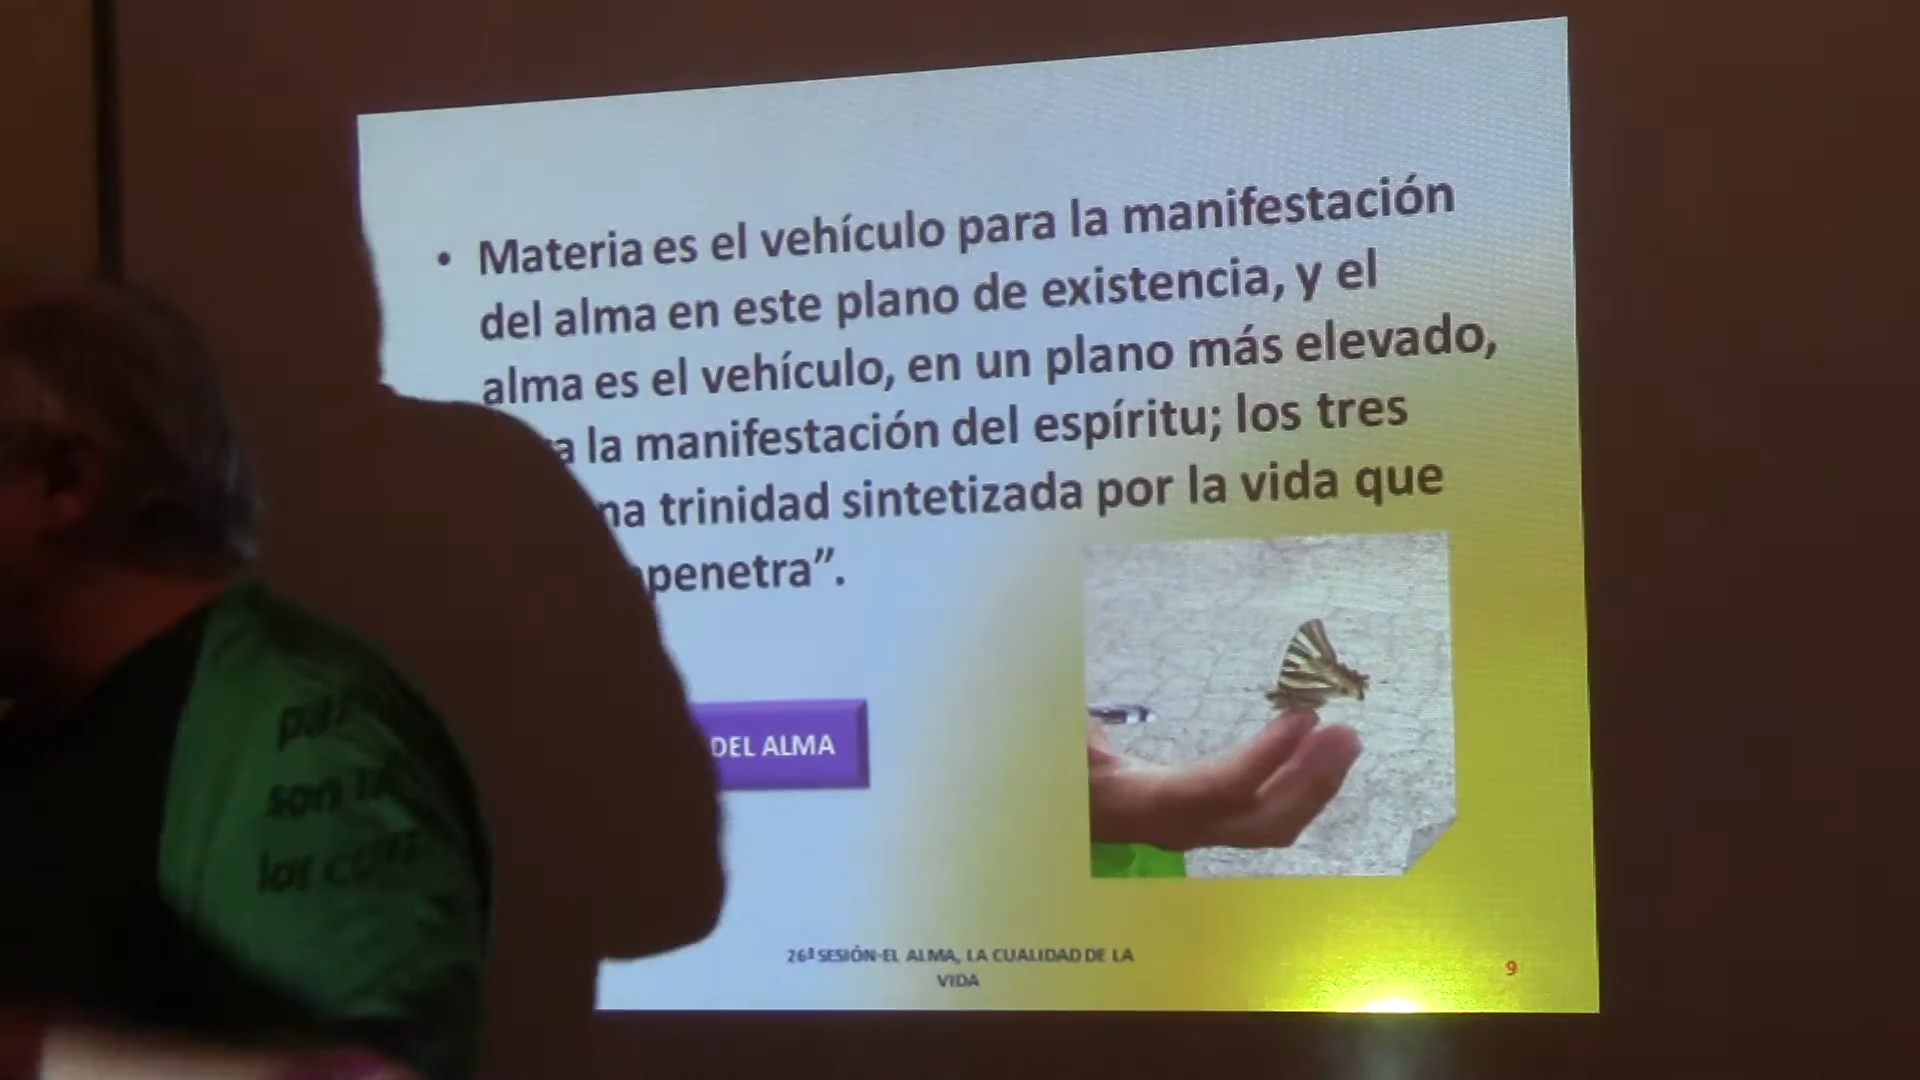 • Materia es el vehículo para la manifestación
del alma en este plano de existencia, y el
alma es el vehículo, en un plano más elevado,
la manifestación del espíritu; los tres
trinidad sintetizada por la vida que
penetra”.
DEL ALMA
26ª SESIÓN-EL ALMA, LA CUALIDAD DE LA
VIDA
9
son
los